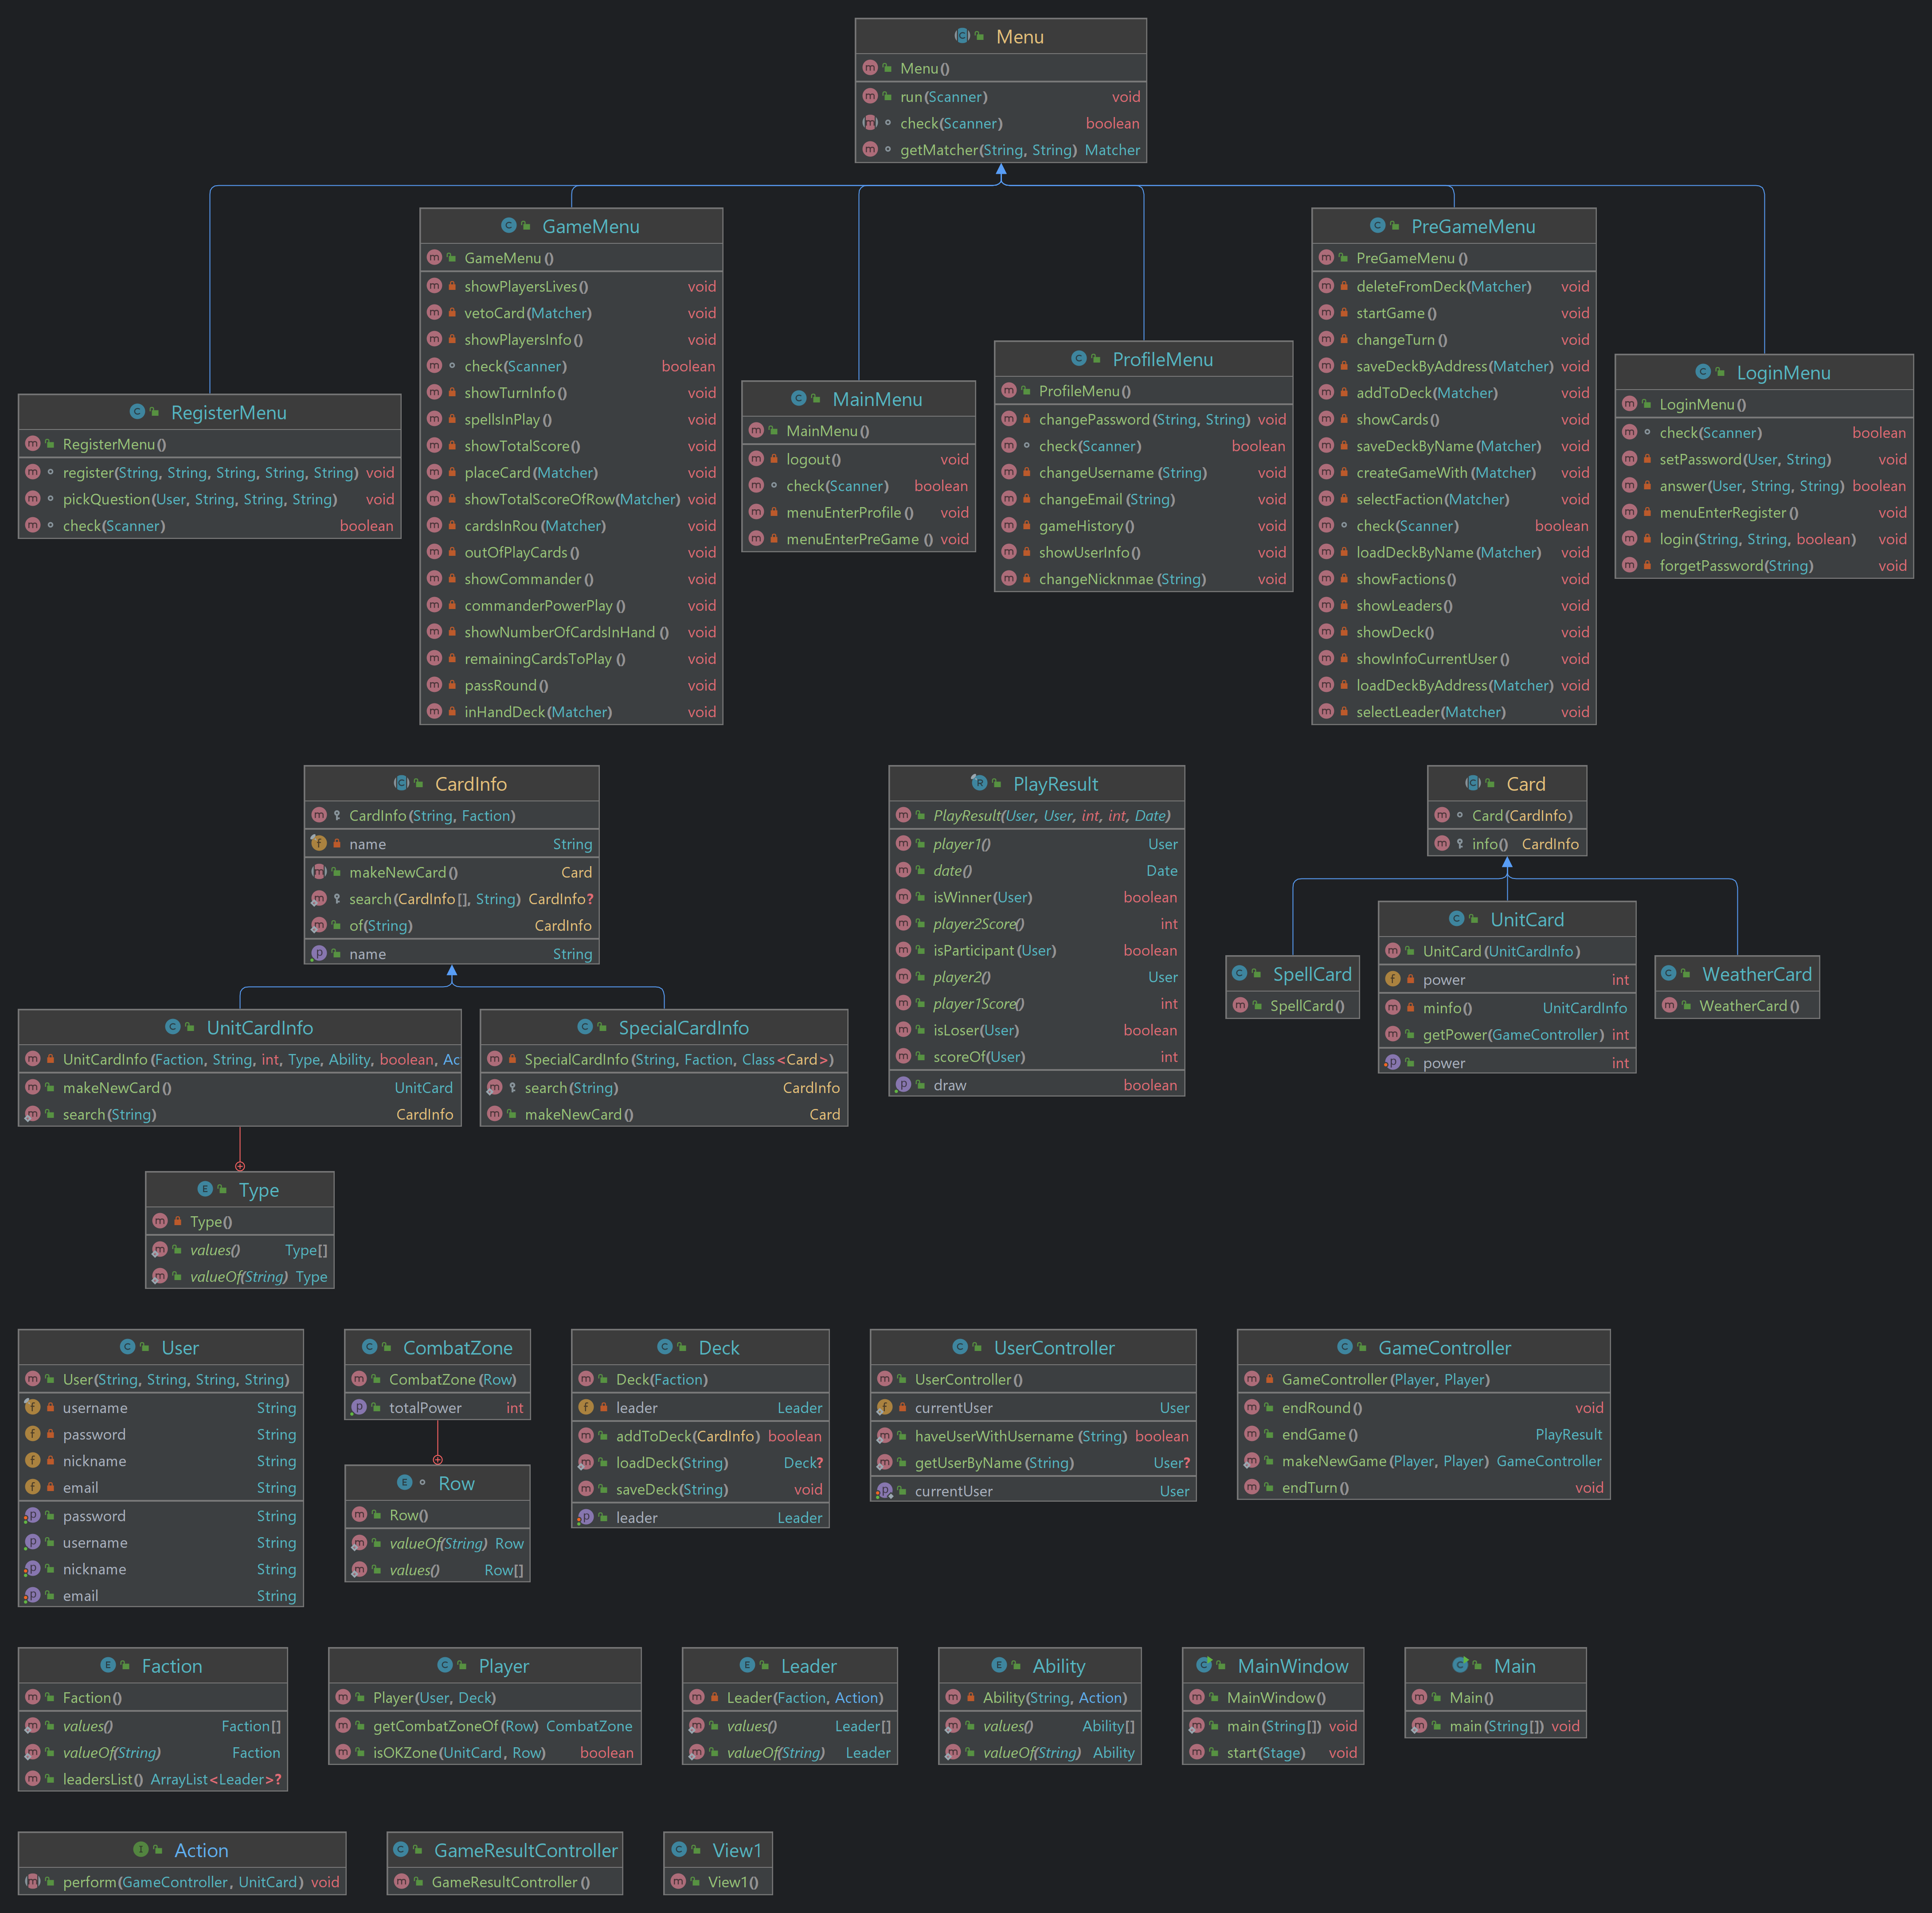 Menu
Menu()
run(Scanner) void
check(Scanner) boolean
getMatcher(String, String) Matcher
RegisterMenu
RegisterMenu()
register(String, String, String, String, String) void
pickQuestion(User, String, String, String) void
check(Scanner) boolean
GameMenu
GameMenu()
showPlayersLives() void
vetoCard(Matcher) void
showPlayersInfo() void
check(Scanner) boolean
showTurnInfo() void
spellsInPlay() void
showTotalScore() void
placeCard(Matcher) void
showTotalScoreOfRow(Matcher) void
cardsInRou(Matcher) void
outOfPlayCards() void
showCommander() void
commanderPowerPlay() void
showNumberOfCardsInHand() void
remainingCardsToPlay() void
passRound() void
inHandDeck(Matcher) void
MainMenu
MainMenu()
logout() void
check(Scanner) boolean
menuEnterProfile() void
menuEnterPreGame() void
ProfileMenu
ProfileMenu()
changePassword(String, String) void
check(Scanner) boolean
changeUsername(String) void
changeEmail(String) void
gameHistory() void
showUserInfo() void
changeNicknmae(String) void
PreGameMenu
PreGameMenu()
deleteFromDeck(Matcher) void
startGame() void
changeTurn() void
saveDeckByAddress(Matcher) void
addToDeck(Matcher) void
showCards() void
saveDeckByName(Matcher) void
createGameWith(Matcher) void
selectFaction(Matcher) void
check(Scanner) boolean
loadDeckByName(Matcher) void
showFactions() void
showLeaders() void
showDeck() void
showInfoCurrentUser() void
loadDeckByAddress(Matcher) void
selectLeader(Matcher) void
LoginMenu
LoginMenu()
check(Scanner) boolean
setPassword(User, String) void
answer(User, String, String) boolean
menuEnterRegister() void
login(String, String, boolean) void
forgetPassword(String) void
CardInfo
CardInfo(String, Faction)
name String
makeNewCard() Card
search(CardInfo[], String) CardInfo?
of(String) CardInfo
name String
UnitCardInfo
UnitCardInfo(Faction, String, int, Type, Ability, boolean, Ac
makeNewCard() UnitCard
search(String) CardInfo
SpecialCardInfo
SpecialCardInfo(String, Faction, Class<Card>)
search(String) CardInfo
makeNewCard() Card
Type
Type()
values() Type[]
valueOf(String) Type
PlayResult
PlayResult(User, User, int, int, Date)
player1() User
date() Date
isWinner(User) boolean
player2Score() int
isParticipant(User) boolean
player2() User
player1Score() int
isLoser(User) boolean
scoreOf(User) int
draw boolean
Card
Card(CardInfo)
info() CardInfo
SpellCard
SpellCard()
UnitCard
UnitCard(UnitCardInfo)
power int
minfo() UnitCardInfo
getPower(GameController) int
power int
WeatherCard
WeatherCard()
User
User(String, String, String, String)
username String
password String
nickname String
email String
password String
username String
nickname String
email String
CombatZone
CombatZone(Row)
totalPower int
Row
Row()
valueOf(String) Row
values() Row[]
Deck
Deck(Faction)
leader Leader
addToDeck(CardInfo) boolean
loadDeck(String) Deck?
saveDeck(String) void
leader Leader
UserController
UserController()
currentUser User
haveUserWithUsername(String) boolean
getUserByName(String) User?
currentUser User
GameController
GameController(Player, Player)
endRound() void
endGame() PlayResult
makeNewGame(Player, Player) GameController
endTurn() void
Faction
Faction()
values() Faction[]
valueOf(String) Faction
leadersList() ArrayList<Leader>?
Player
Player(User, Deck)
getCombatZoneOf(Row) CombatZone
isOKZone(UnitCard, Row) boolean
Leader
Leader(Faction, Action)
values() Leader[]
valueOf(String) Leader
Ability
Ability(String, Action)
values() Ability[]
valueOf(String) Ability
MainWindow
MainWindow()
main(String[]) void
start(Stage) void
Main
Main()
main(String[]) void
Action
perform(GameController, UnitCard) void
GameResultController
GameResultController()
View1
View1()